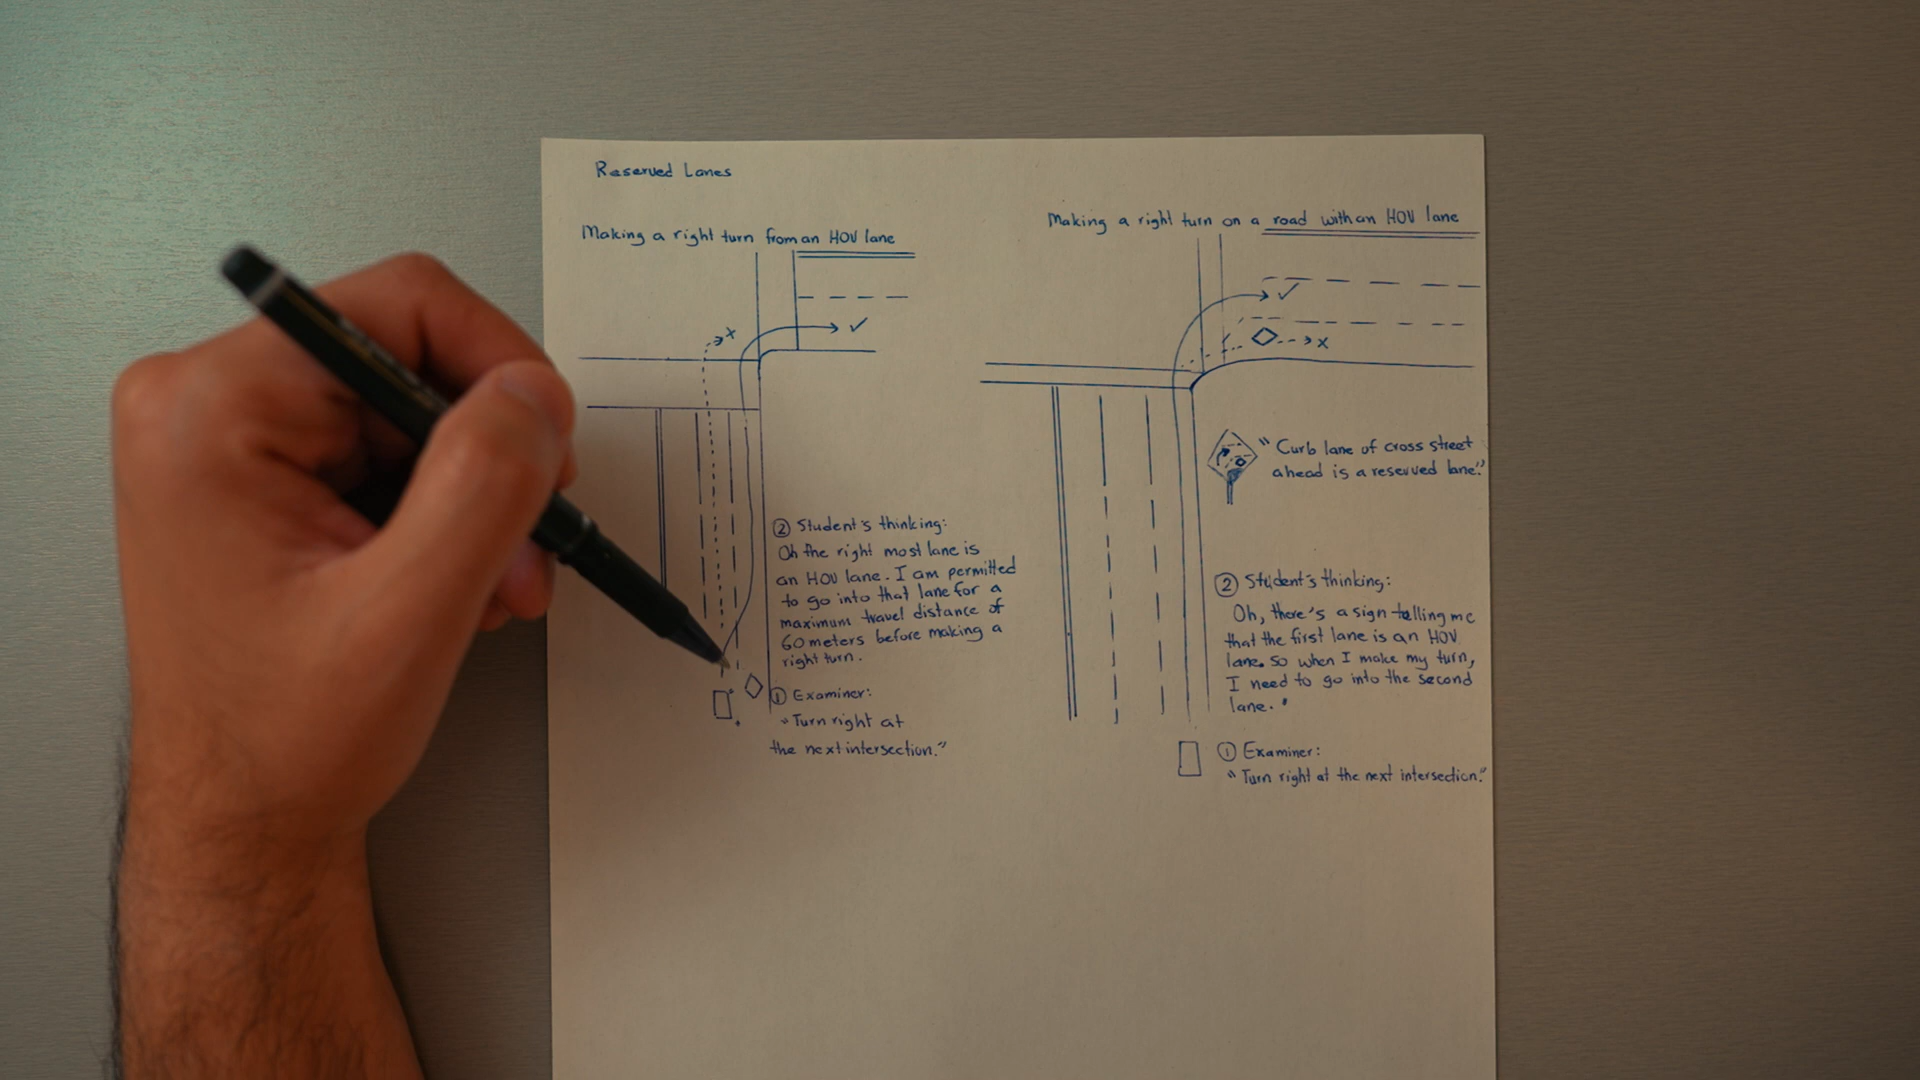 Reserved Lanes
Making a right turn from an HOV lane
② Student's thinking:
Oh the right most lane is
an HOV lane. I am permitted
to go into that lane for a
maximum travel distance of
60 meters before making a
right turn.
① Examiner:
"Turn right at
the next intersection."
Making a right turn on a road with an HOV lane
"Curb lane of cross street
ahead is a reserved lane."
② Student's thinking:
Oh, there's a sign telling me
that the first lane is an HOV
lane. so when I make my turn,
I need to go into the second
lane."
① Examiner:
"Turn right at the next intersection."